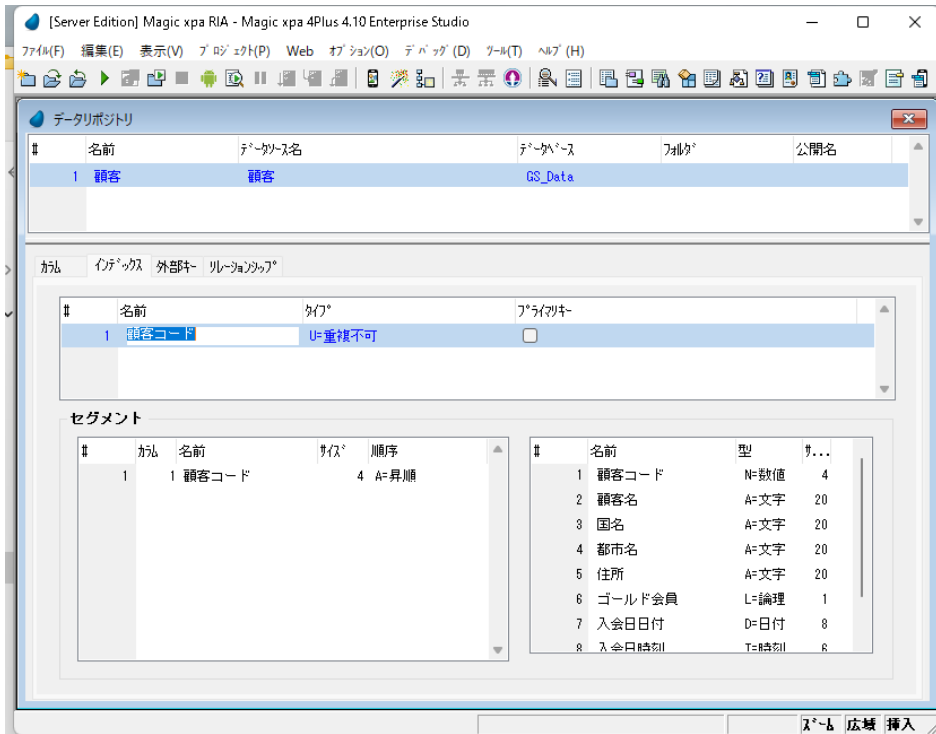 [Server Edition] Magic xpa RIA - Magic xpa 4Plus 4.10 Enterprise Studio
ﾌｧｲﾙ(F) 編集(E) 表示(V) ﾌﾟﾛｼﾞｪｸﾄ(P) Web ｵﾌﾟｼｮﾝ(O) ﾃﾞﾊﾞｯｸﾞ(D) ﾂｰﾙ(T) ﾍﾙﾌﾟ(H)
データリポジトリ
# 名前 ﾃﾞｰﾀｿｰｽ名 ﾃﾞｰﾀﾍﾞｰｽ ﾌｫﾙﾀﾞ 公開名
1 顧客 顧客 GS_Data
ｶﾗﾑ ｲﾝﾃﾞｯｸｽ 外部ｷｰ ﾘﾚｰｼｮﾝｼｯﾌﾟ
# 名前 ﾀｲﾌﾟ ﾌﾟﾗｲﾏﾘｷｰ
1 顧客コード U=重複不可
セグメント
# ｶﾗﾑ 名前 ｻｲｽﾞ 順序
1 1 顧客コード 4 A=昇順
# 名前 型 ｻ...
1 顧客コード N=数値 4
2 顧客名 A=文字 20
3 国名 A=文字 20
4 都市名 A=文字 20
5 住所 A=文字 20
6 ゴールド会員 L=論理 1
7 入会日日付 D=日付 8
8 入会日時刻 T=時刻 6
ｽﾞｰﾑ 広域 挿入